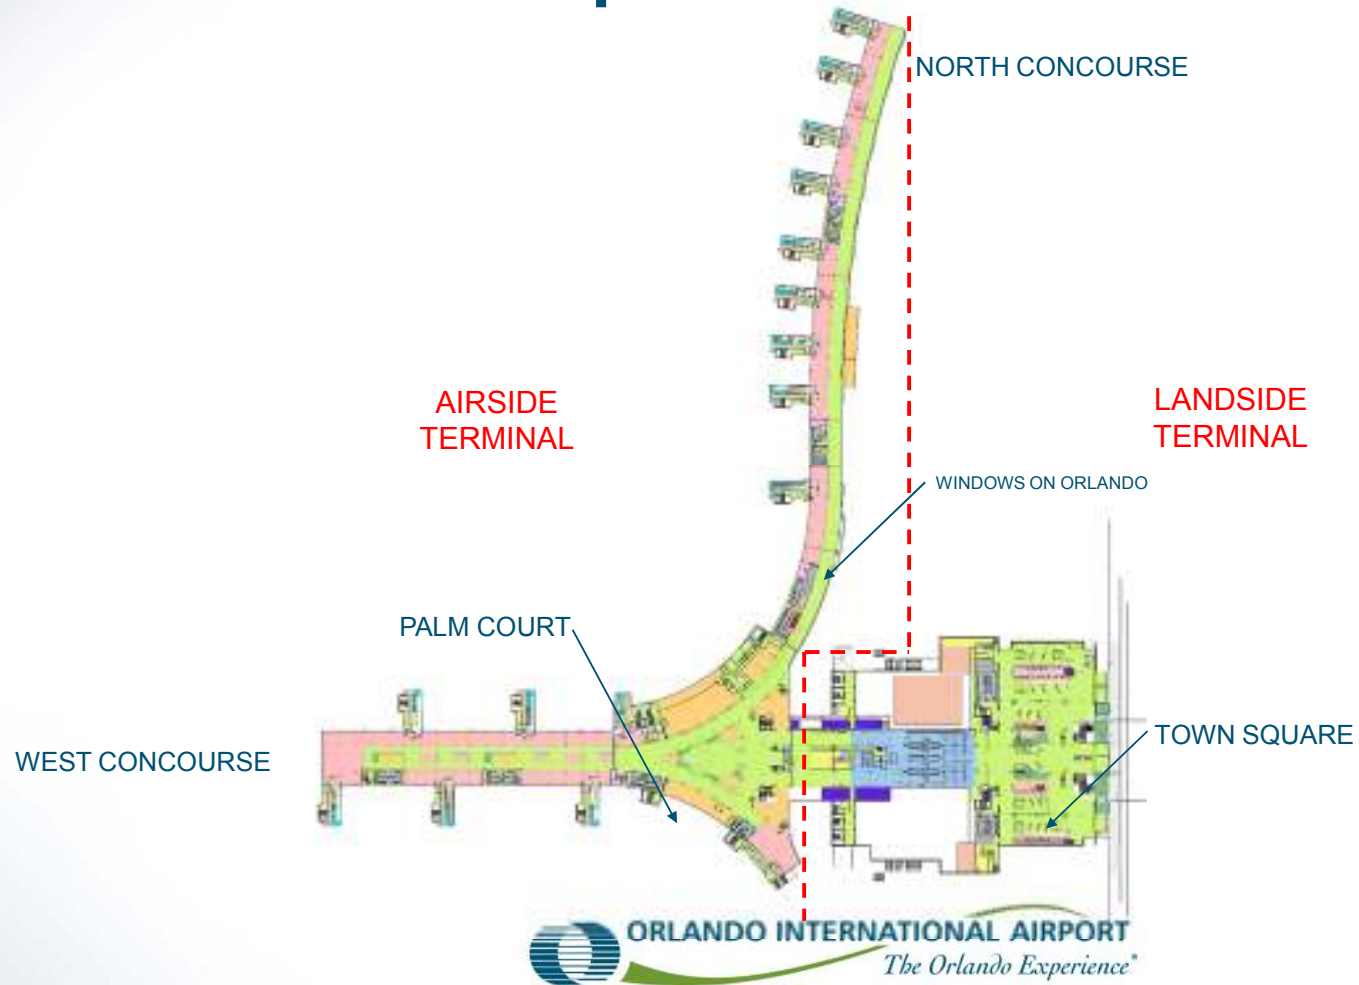 NORTH CONCOURSE
AIRSIDE
TERMINAL
LANDSIDE
TERMINAL
WINDOWS ON ORLANDO
PALM COURT
WEST CONCOURSE
TOWN SQUARE
ORLANDO INTERNATIONAL AIRPORT
The Orlando Experience®